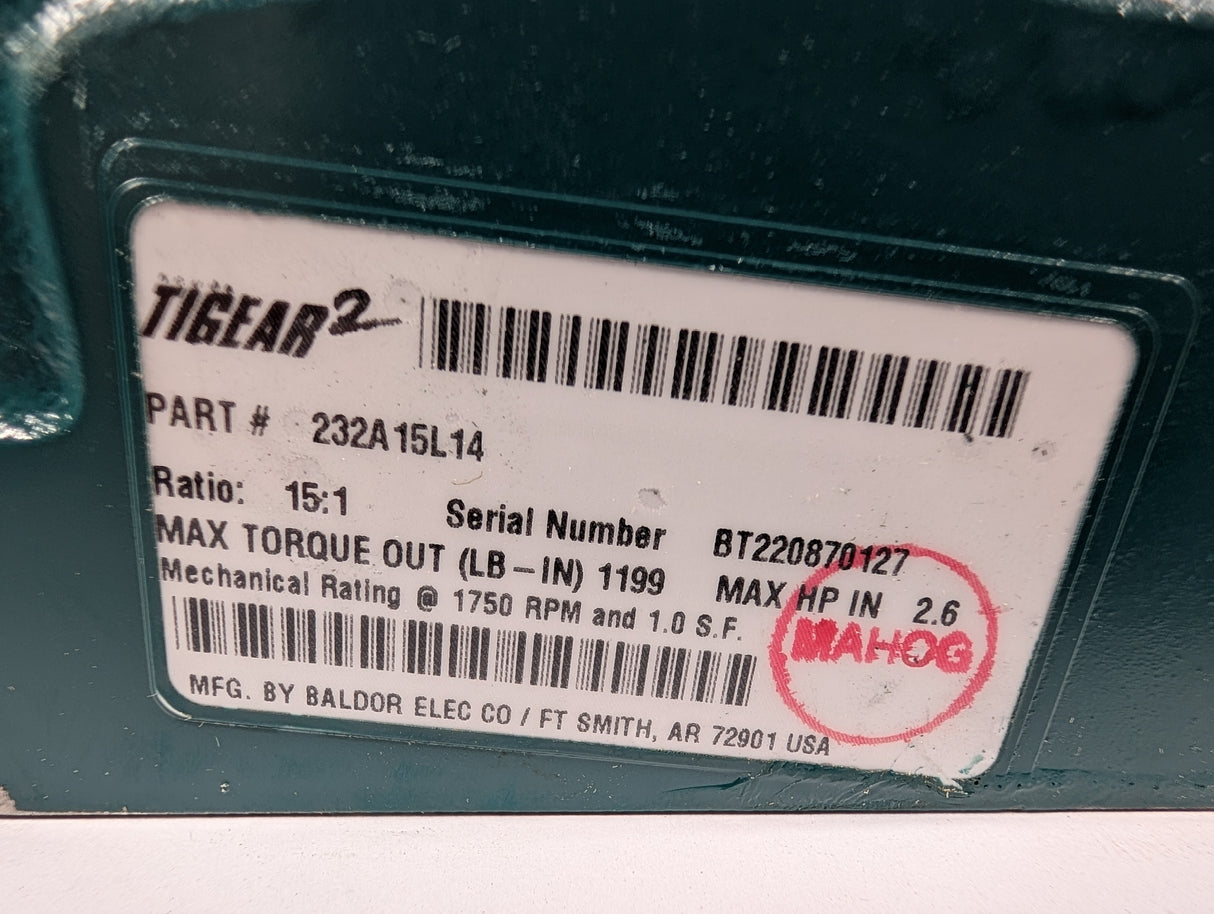 TIGEAR2
PART # 232A15L14
Ratio: 15:1 Serial Number BT220870127
MAX TORQUE OUT (LB-IN) 1199 MAX HP IN 2.6
Mechanical Rating @ 1750 RPM and 1.0 S.F.
MAHOG
MFG. BY BALDOR ELEC CO / FT SMITH, AR 72901 USA